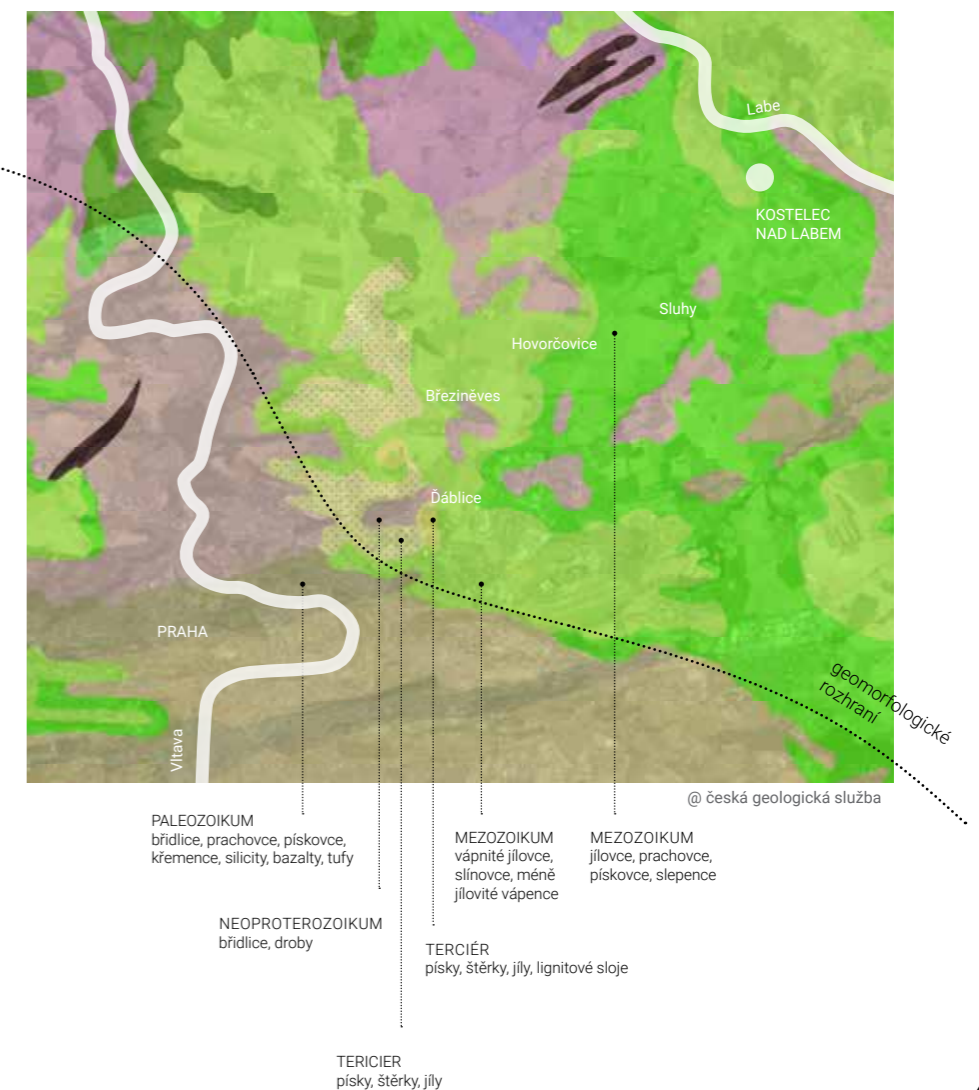 Labe
KOSTELEC
NAD LABEM
Sluhy
Hovorčovice
Březiněves
Ďáblice
PRAHA
Vltava
geomorfologické
rozhraní
@ česká geologická služba
PALEOZOIKUM
břidlice, prachovce, pískovce,
křemence, silicity, bazalty, tufy
MEZOZOIKUM
vápnité jílovce,
slínovce, méně
jílovité vápence
MEZOZOIKUM
jílovce, prachovce,
pískovce, slepence
NEOPROTEROZOIKUM
břidlice, droby
TERCIÉR
písky, štěrky, jíly, lignitové sloje
TERICIER
písky, štěrky, jíly